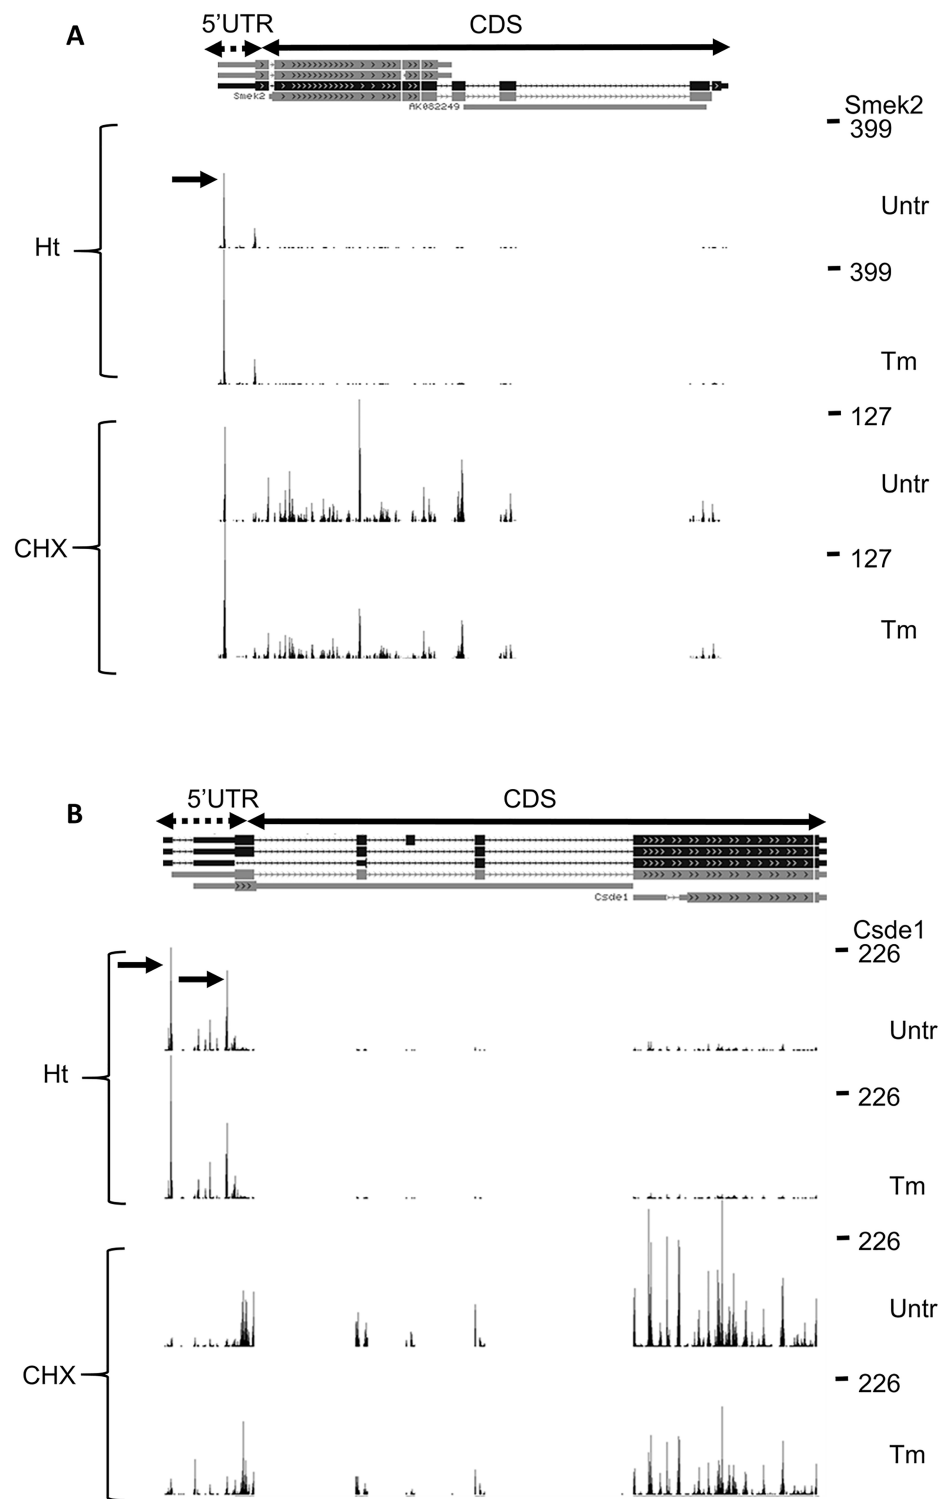 A
5’UTR CDS
Smek2
AK082249
Smek2
399
Untr
Ht
399
Tm
127
Untr
CHX
127
Tm
B
5’UTR CDS
Csde1
Csde1
226
Untr
Ht
226
Tm
226
Untr
CHX
226
Tm